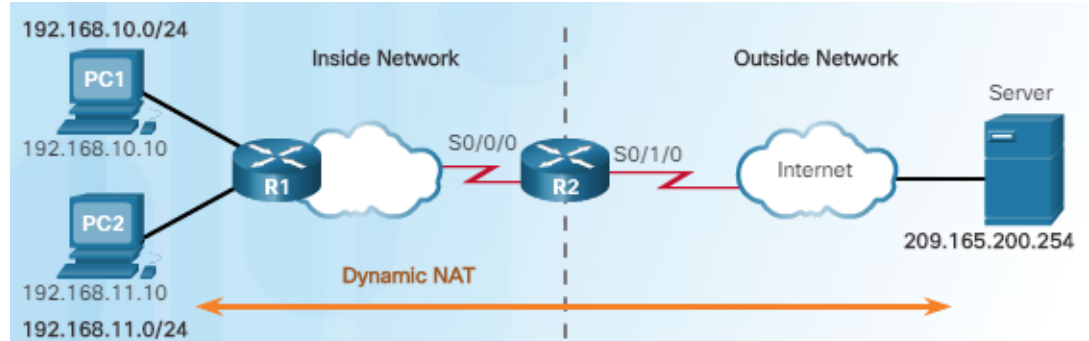 192.168.10.0/24
PC1
192.168.10.10
PC2
192.168.11.10
192.168.11.0/24
Inside Network
R1
S0/0/0
R2
S0/1/0
Outside Network
Internet
Server
209.165.200.254
Dynamic NAT